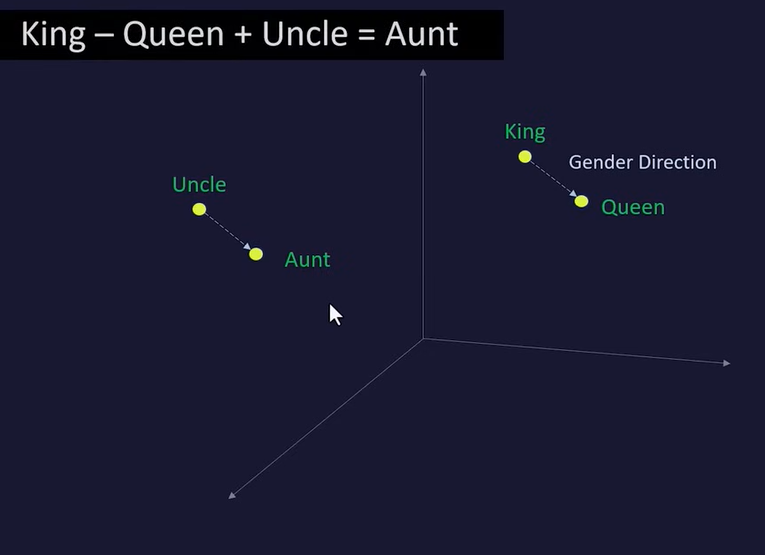 King – Queen + Uncle = Aunt
King
Gender Direction
Uncle
Queen
Aunt